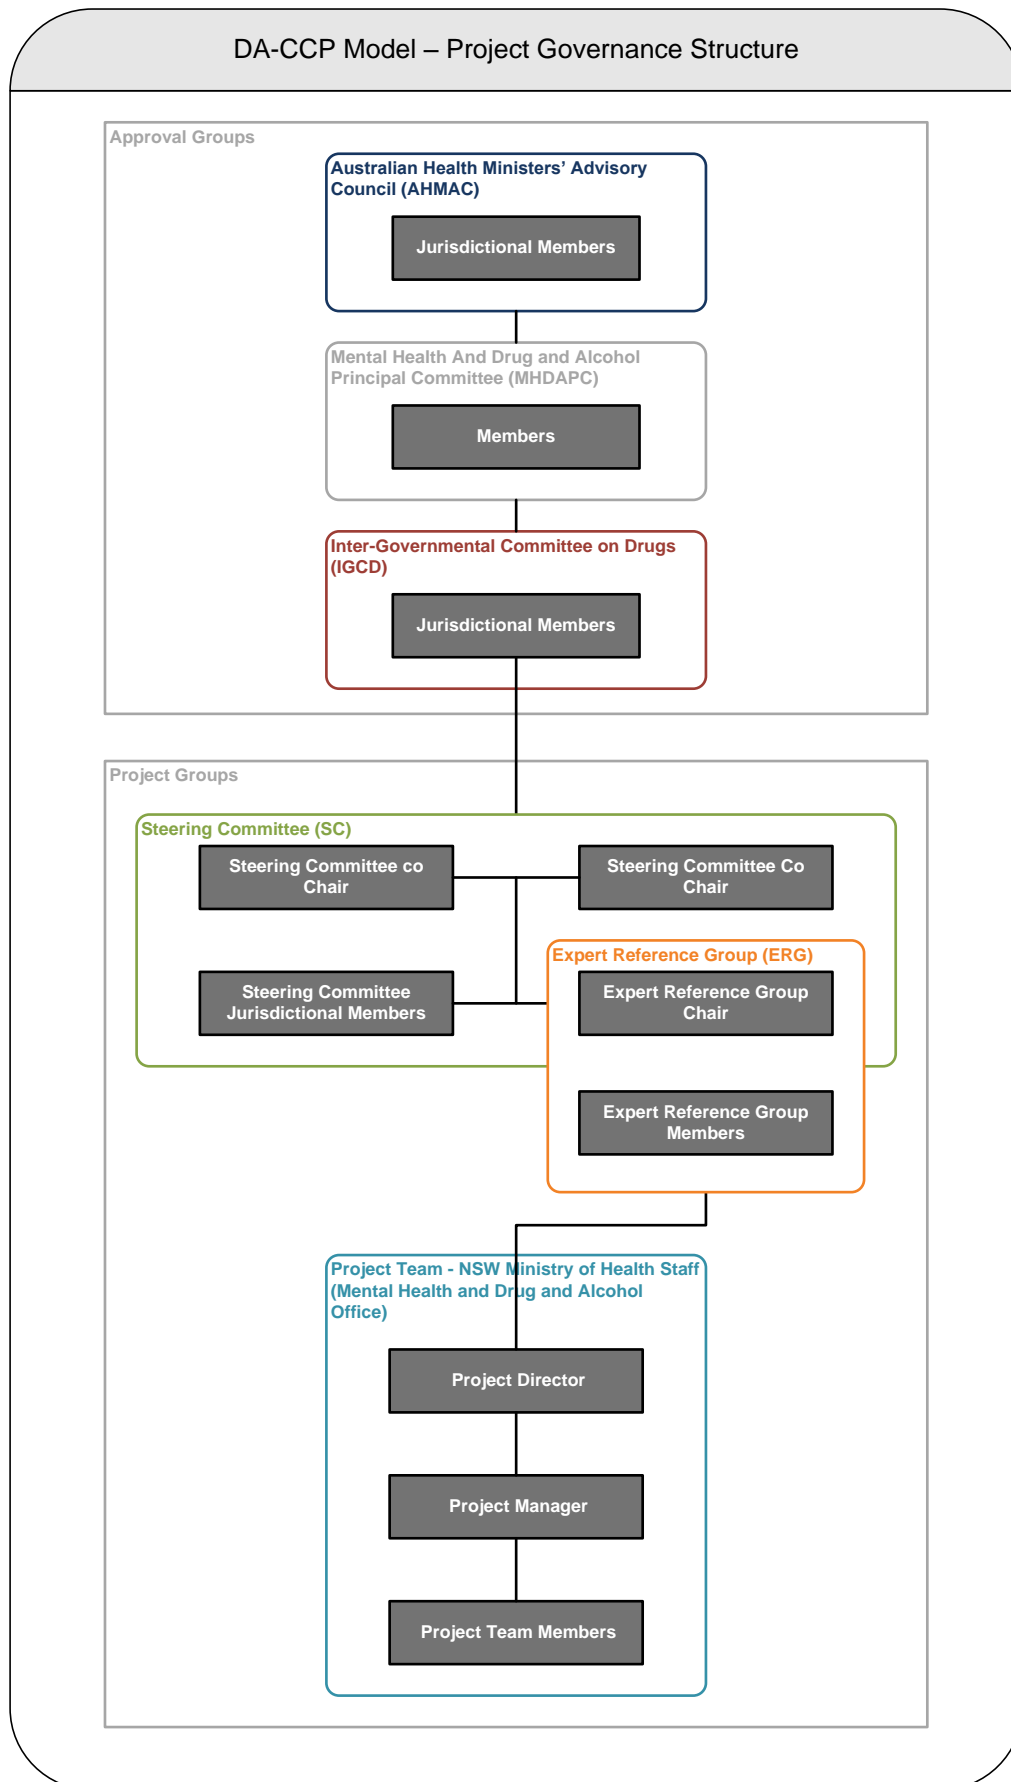 DA-CCP Model – Project Governance Structure
Approval Groups
Australian Health Ministers’ Advisory
Council (AHMAC)
Jurisdictional Members
Mental Health And Drug and Alcohol
Principal Committee (MHDAPC)
Members
Inter-Governmental Committee on Drugs
(IGCD)
Jurisdictional Members
Project Groups
Steering Committee (SC)
Steering Committee co
Chair
Steering Committee Co
Chair
Expert Reference Group (ERG)
Steering Committee
Jurisdictional Members
Expert Reference Group
Chair
Expert Reference Group
Members
Project Team - NSW Ministry of Health Staff
(Mental Health and Drug and Alcohol
Office)
Project Director
Project Manager
Project Team Members